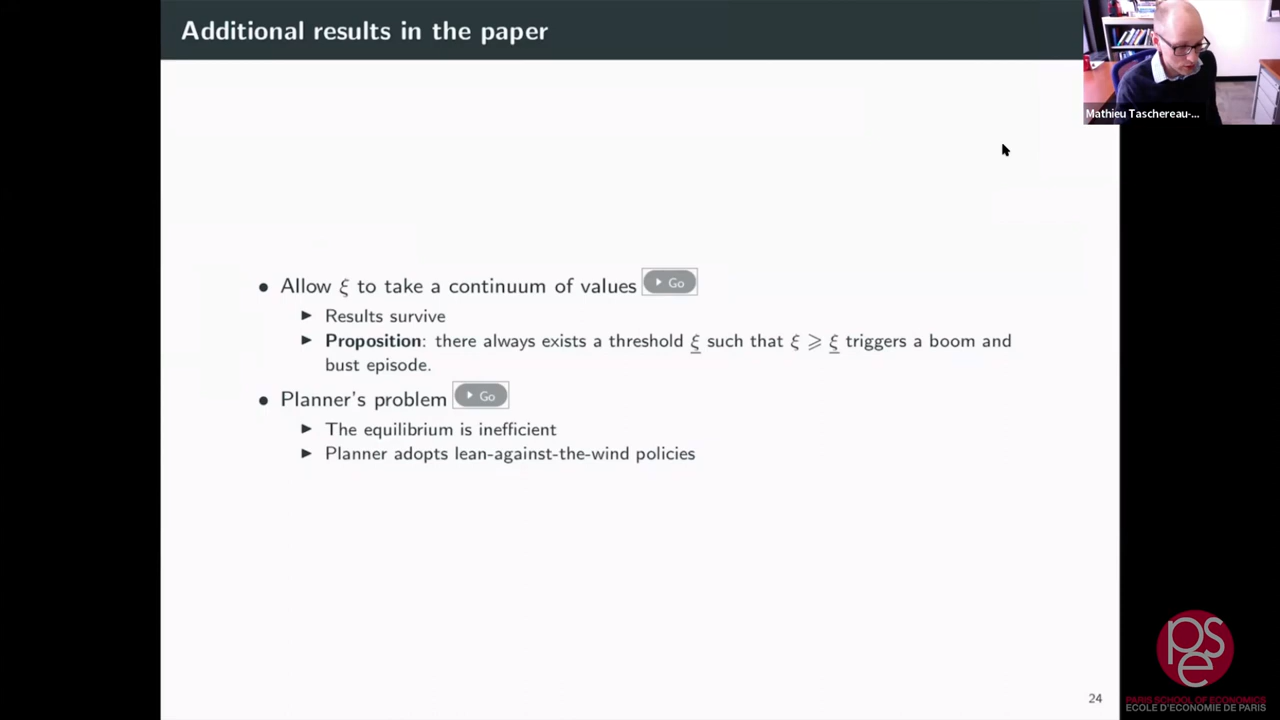 Additional results in the paper
Mathieu Taschereau-...
• Allow ξ to take a continuum of values ▶ Go
▶ Results survive
▶ Proposition: there always exists a threshold ξ̲ such that ξ ⩾ ξ̲ triggers a boom and
bust episode.
• Planner's problem ▶ Go
▶ The equilibrium is inefficient
▶ Planner adopts lean-against-the-wind policies
24
pse
PARIS SCHOOL OF ECONOMICS
ECOLE D'ECONOMIE DE PARIS